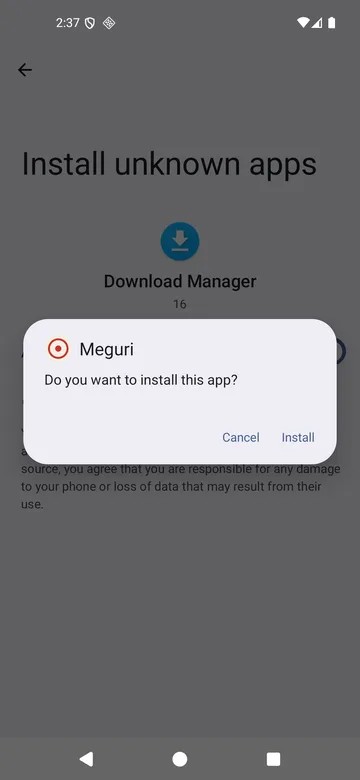 2:37
Install unknown apps
Download Manager
16
Meguri
Do you want to install this app?
Cancel
Install
source, you agree that you are responsible for any damage
to your phone or loss of data that may result from their
use.